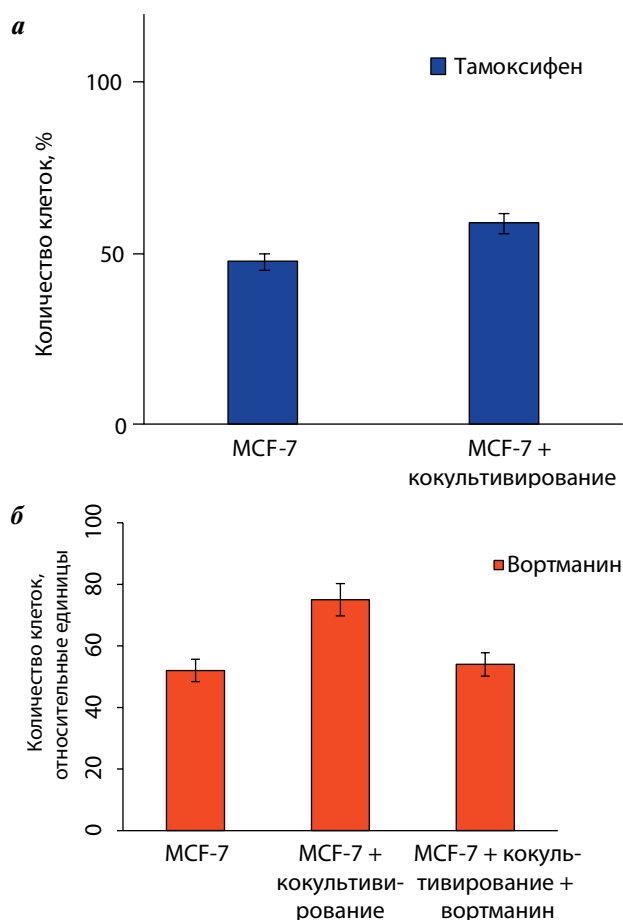 а
Тамоксифен
Количество клеток, %
100
50
0
MCF-7
MCF-7 +
кокультивирование
б
Вортманин
Количество клеток,
относительные единицы
100
80
60
40
20
0
MCF-7
MCF-7 +
кокультиви-
рование
MCF-7 + кокуль-
тивирование +
вортманин